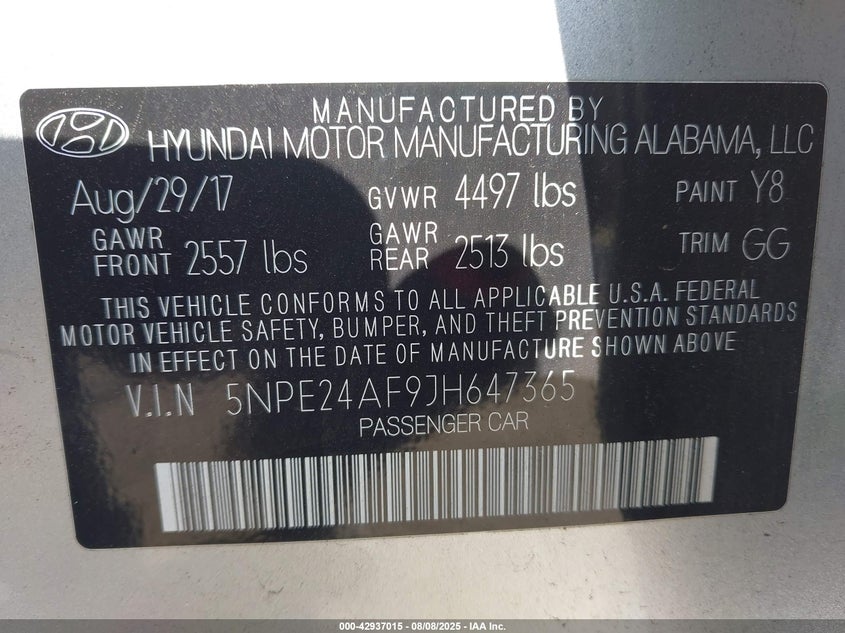 MANUFACTURED BY
HYUNDAI MOTOR MANUFACTURING ALABAMA, LLC
Aug/29/17 GVWR 4497 lbs PAINT Y8
GAWR FRONT 2557 lbs GAWR REAR 2513 lbs TRIM GG
THIS VEHICLE CONFORMS TO ALL APPLICABLE U.S.A. FEDERAL
MOTOR VEHICLE SAFETY, BUMPER, AND THEFT PREVENTION STANDARDS
IN EFFECT ON THE DATE OF MANUFACTURE SHOWN ABOVE
V.I.N 5NPE24AF9JH647365
PASSENGER CAR
000-42937015 - 08/08/2025 - IAA Inc.